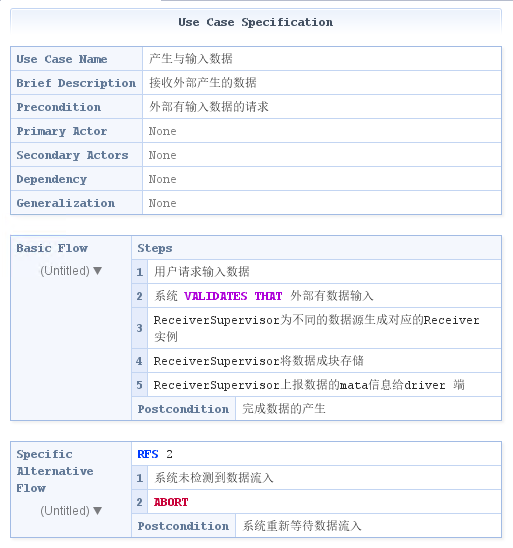 Use Case Specification
Use Case Name 产生与输入数据
Brief Description 接收外部产生的数据
Precondition 外部有输入数据的请求
Primary Actor None
Secondary Actors None
Dependency None
Generalization None
Basic Flow Steps
(Untitled) ▼
1 用户请求输入数据
2 系统 VALIDATES THAT 外部有数据输入
3 ReceiverSupervisor为不同的数据源生成对应的Receiver
实例
4 ReceiverSupervisor将数据成块存储
5 ReceiverSupervisor上报数据的mata信息给driver 端
Postcondition 完成数据的产生
Specific
Alternative
Flow
(Untitled) ▼
RFS 2
1 系统未检测到数据流入
2 ABORT
Postcondition 系统重新等待数据流入